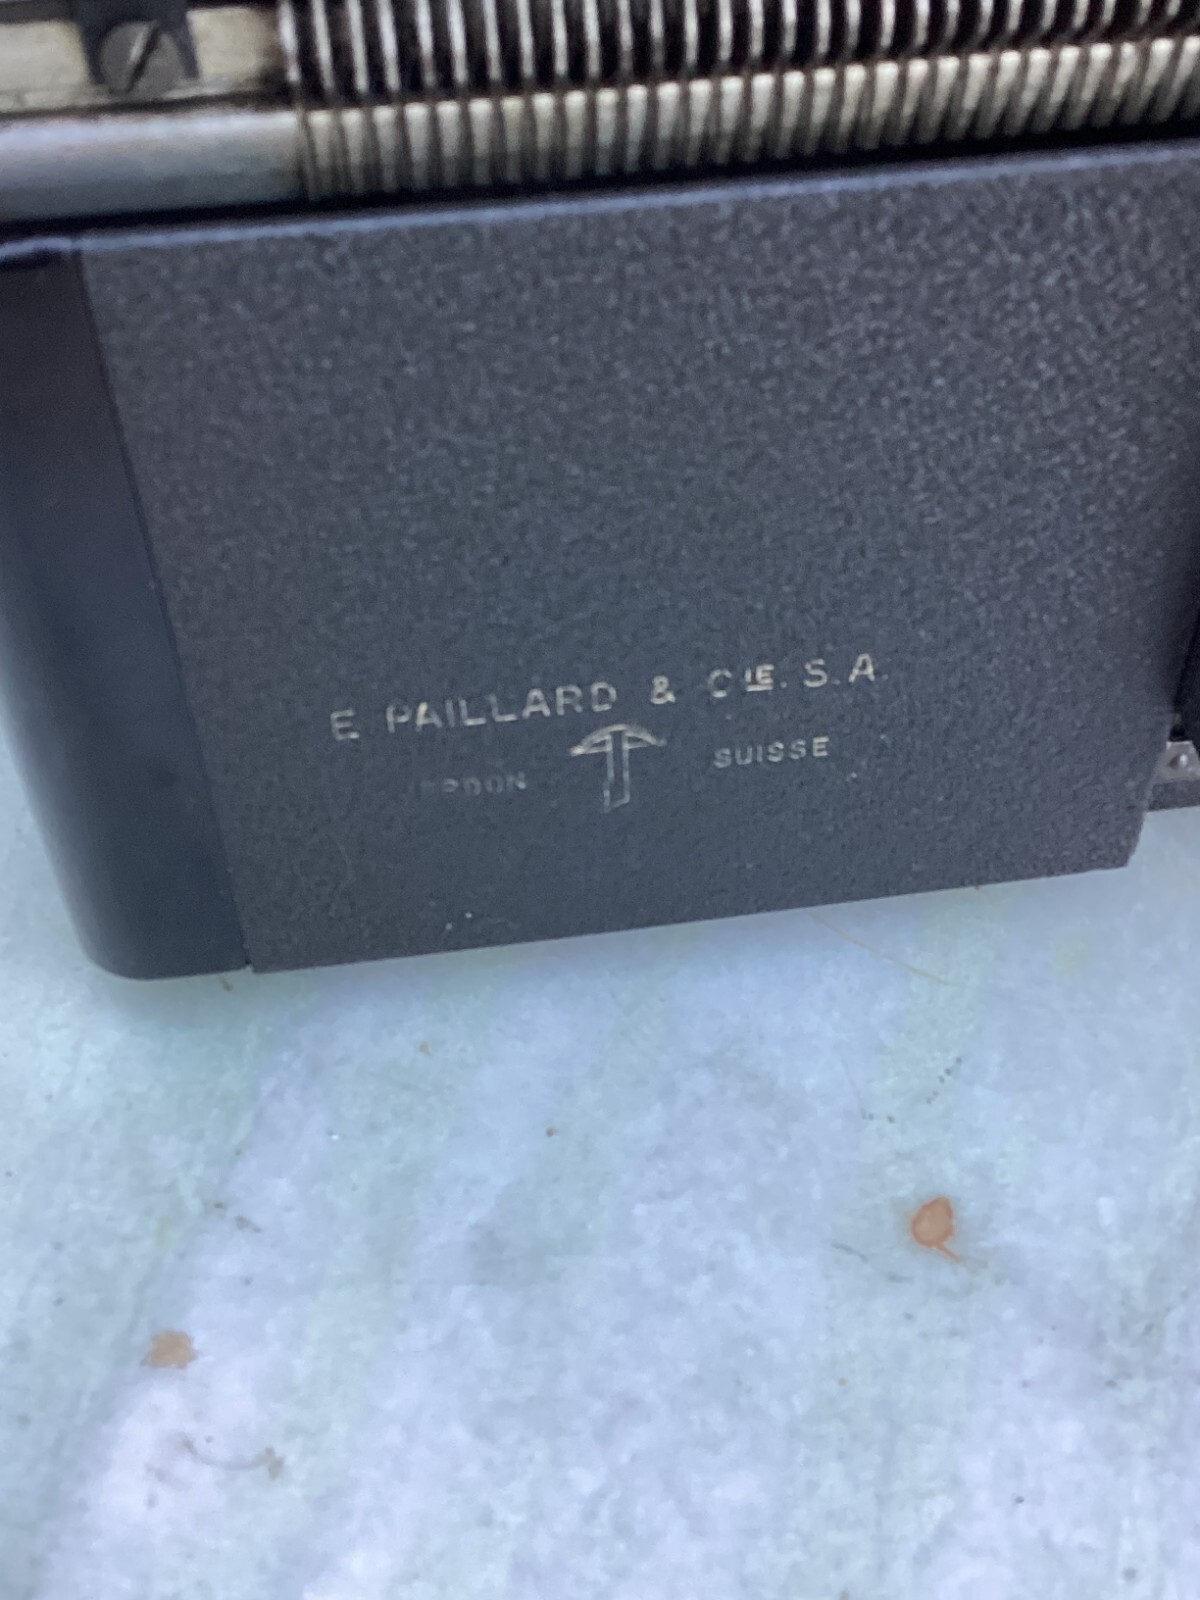 E. PAILLARD & CIE. S.A.
SUISSE